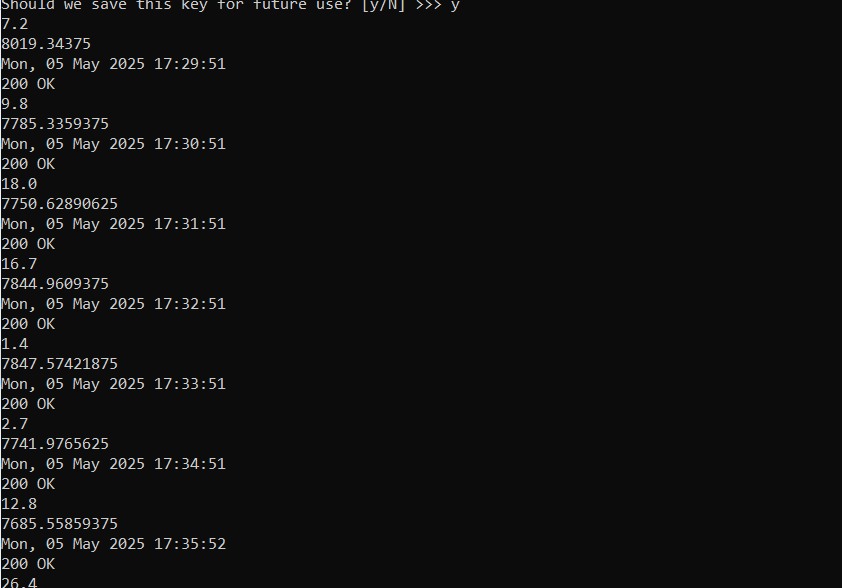 Should we save this key for future use? [y/N] >>> y
7.2
8019.34375
Mon, 05 May 2025 17:29:51
200 OK
9.8
7785.3359375
Mon, 05 May 2025 17:30:51
200 OK
18.0
7750.62890625
Mon, 05 May 2025 17:31:51
200 OK
16.7
7844.9609375
Mon, 05 May 2025 17:32:51
200 OK
1.4
7847.57421875
Mon, 05 May 2025 17:33:51
200 OK
2.7
7741.9765625
Mon, 05 May 2025 17:34:51
200 OK
12.8
7685.55859375
Mon, 05 May 2025 17:35:52
200 OK
26.4